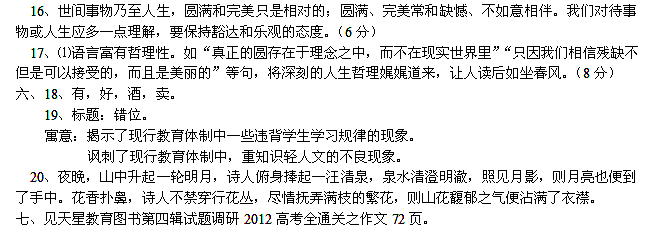 16、世间事物乃至人生，圆满和完美只是相对的；圆满、完美常和缺憾、不如意相伴。我们对待事
物或人生应多一点理解，要保持豁达和乐观的态度。（6 分）
17、⑴语言富有哲理性。如“真正的圆存在于理念之中，而不在现实世界里”“只因我们相信残缺不
但是可以接受的，而且是美丽的”等句，将深刻的人生哲理娓娓道来，让人读后如坐春风。（8 分）
六、18、有，好，酒，卖。
19、标题：错位。
寓意：揭示了现行教育体制中一些违背学生学习规律的现象。
讽刺了现行教育体制中，重知识轻人文的不良现象。
20、夜晚，山中升起一轮明月，诗人俯身捧起一汪清泉，泉水清澄明澈，照见月影，则月亮也便到
了手中。花香扑鼻，诗人不禁穿行花丛，尽情抚弄满枝的繁花，则山花馥郁之气便沾满了衣襟。
七、见天星教育图书第四辑试题调研 2012 高考全通关之作文 72 页。